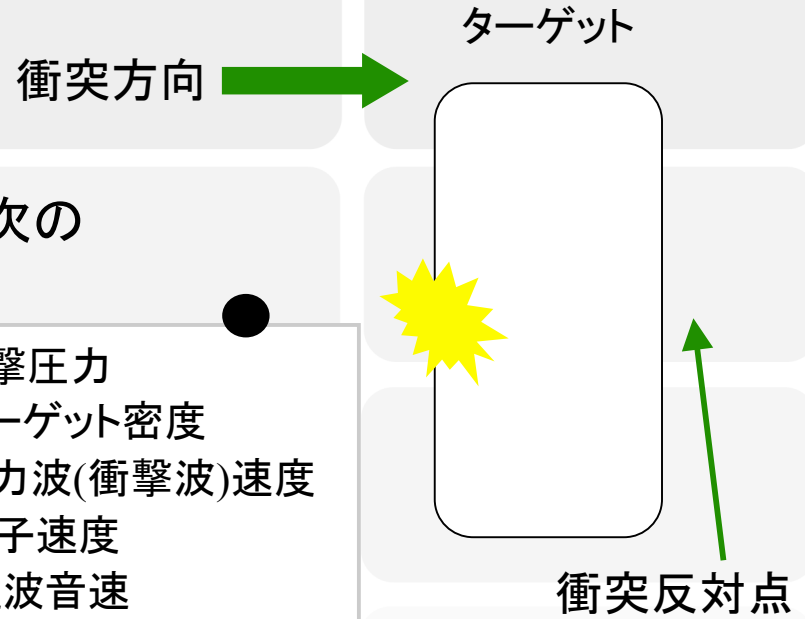 ターゲット
衝突方向
次の
撃圧力
ーゲット密度
力波(衝撃波)速度
子速度
波音速
衝突反対点